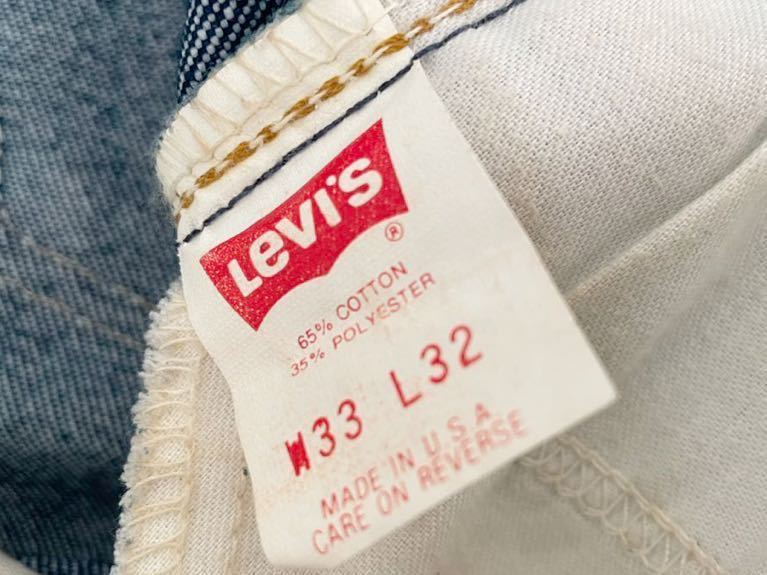 Levi's
®
65% COTTON
35% POLYESTER
W33 L32
MADE IN U.S.A
CARE ON REVERSE